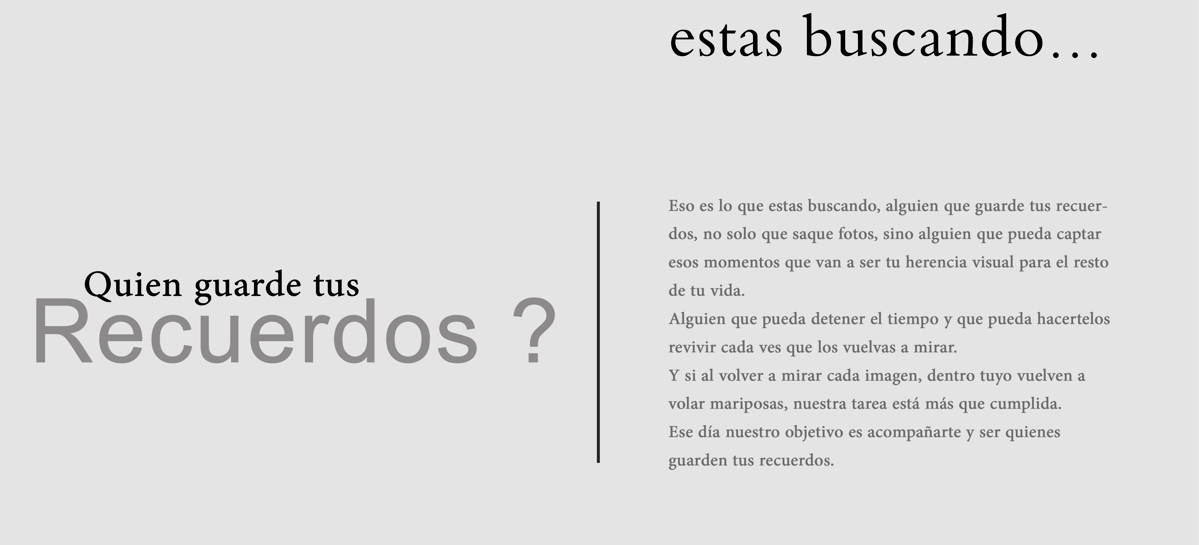 estas buscando...
Quien guarde tus
Recuerdos ?
Eso es lo que estas buscando, alguien que guarde tus recuer-
dos, no solo que saque fotos, sino alguien que pueda captar
esos momentos que van a ser tu herencia visual para el resto
de tu vida.
Alguien que pueda detener el tiempo y que pueda hacertelos
revivir cada ves que los vuelvas a mirar.
Y si al volver a mirar cada imagen, dentro tuyo vuelven a
volar mariposas, nuestra tarea está más que cumplida.
Ese día nuestro objetivo es acompañarte y ser quienes
guarden tus recuerdos.